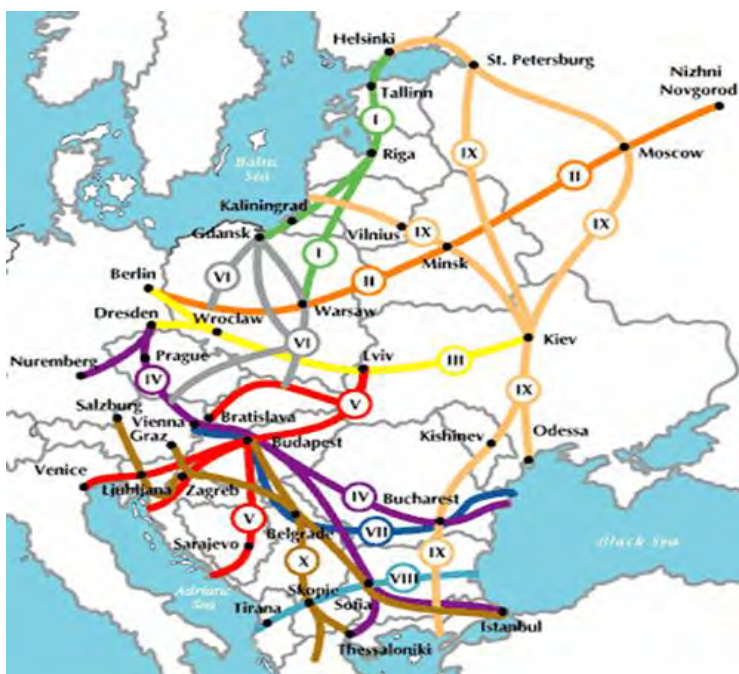 Helsinki
St. Petersburg
Nizhni
Novgorod
Tallinn
I
Riga
IX
Moscow
II
Baltic
Sea
IX
Kaliningrad
Vilnius
IX
Gdansk
Minsk
I
VI
II
Berlin
Warsaw
Dresden
Wroclaw
VI
Kiev
Lviv
III
Nuremberg
Prague
IV
IX
Salzburg
V
Bratislava
Vienna
Graz
Budapest
Kishinev
Odessa
Venice
Ljubljana
Zagreb
IV
Bucharest
V
VII
Belgrade
Sarajevo
Black Sea
IX
X
VIII
Adriatic
Sea
Skopje
Tirana
Sofia
Istanbul
Thessaloniki